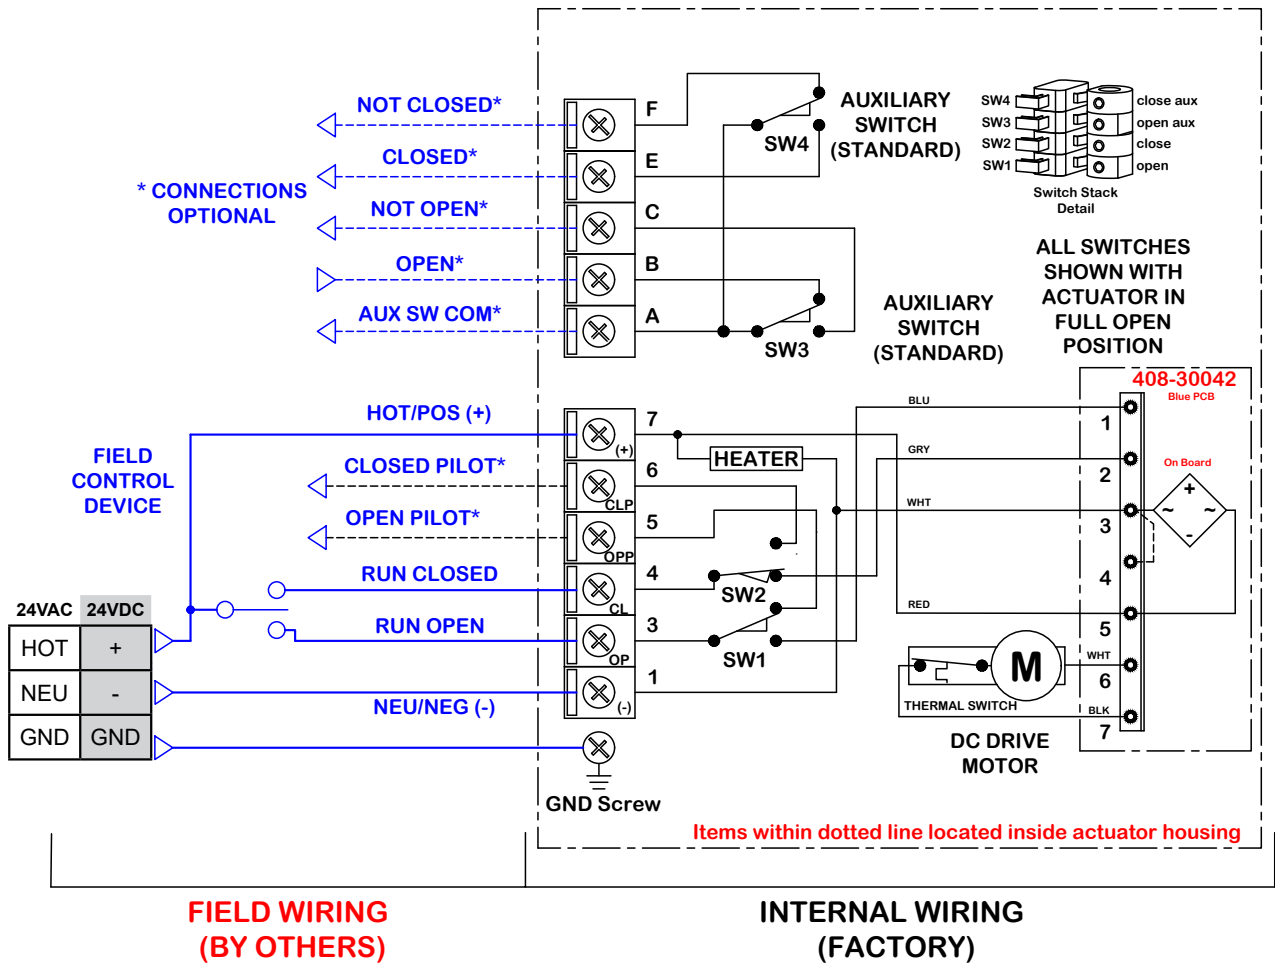 NOT CLOSED*
CLOSED*
* CONNECTIONS
OPTIONAL
NOT OPEN*
OPEN*
AUX SW COM*
F
E
C
B
A
SW4
AUXILIARY
SWITCH
(STANDARD)
SW3
AUXILIARY
SWITCH
(STANDARD)
SW4
SW3
SW2
SW1
close aux
open aux
close
open
Switch Stack
Detail
ALL SWITCHES
SHOWN WITH
ACTUATOR IN
FULL OPEN
POSITION
408-30042
Blue PCB
On Board
+
~ ~
-
1
2
3
4
5
6
7
BLU
GRY
WHT
RED
WHT
BLK
HOT/POS (+)
FIELD
CONTROL
DEVICE
CLOSED PILOT*
OPEN PILOT*
RUN CLOSED
RUN OPEN
NEU/NEG (-)
7
(+)
6
CLP
5
OPP
4
CL
3
OP
1
(-)
HEATER
SW2
SW1
M
THERMAL SWITCH
DC DRIVE
MOTOR
24VAC 24VDC
HOT +
NEU -
GND GND
GND Screw
Items within dotted line located inside actuator housing
FIELD WIRING
(BY OTHERS)
INTERNAL WIRING
(FACTORY)